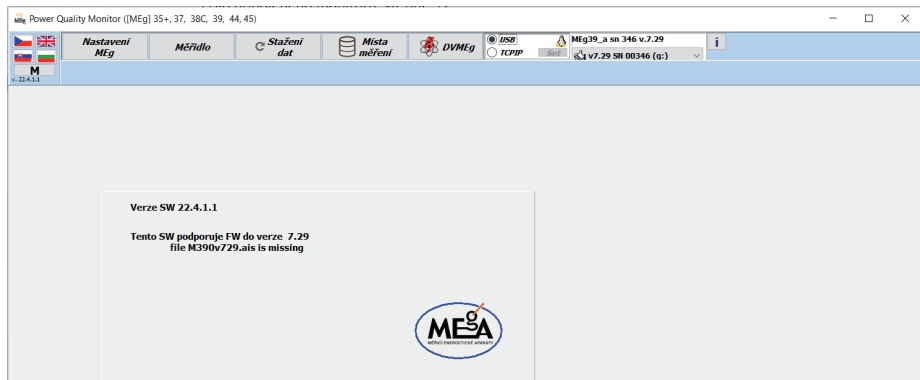 Power Quality Monitor ([MEg] 35+, 37, 38C, 39, 44, 45)
Nastavení
MEg
Měřidlo
Stažení
dat
Místa
měření
DVMEg
USB
TCPIP
Set
MEg39_a sn 346 v.7.29
v7.29 SN 00346 (g:)
i
M
v. 22.4.1.1
Verze SW 22.4.1.1
Tento SW podporuje FW do verze 7.29
file M390v729.ais is missing
MEgA
MĚŘICÍ ENERGETICKÉ APARÁTY